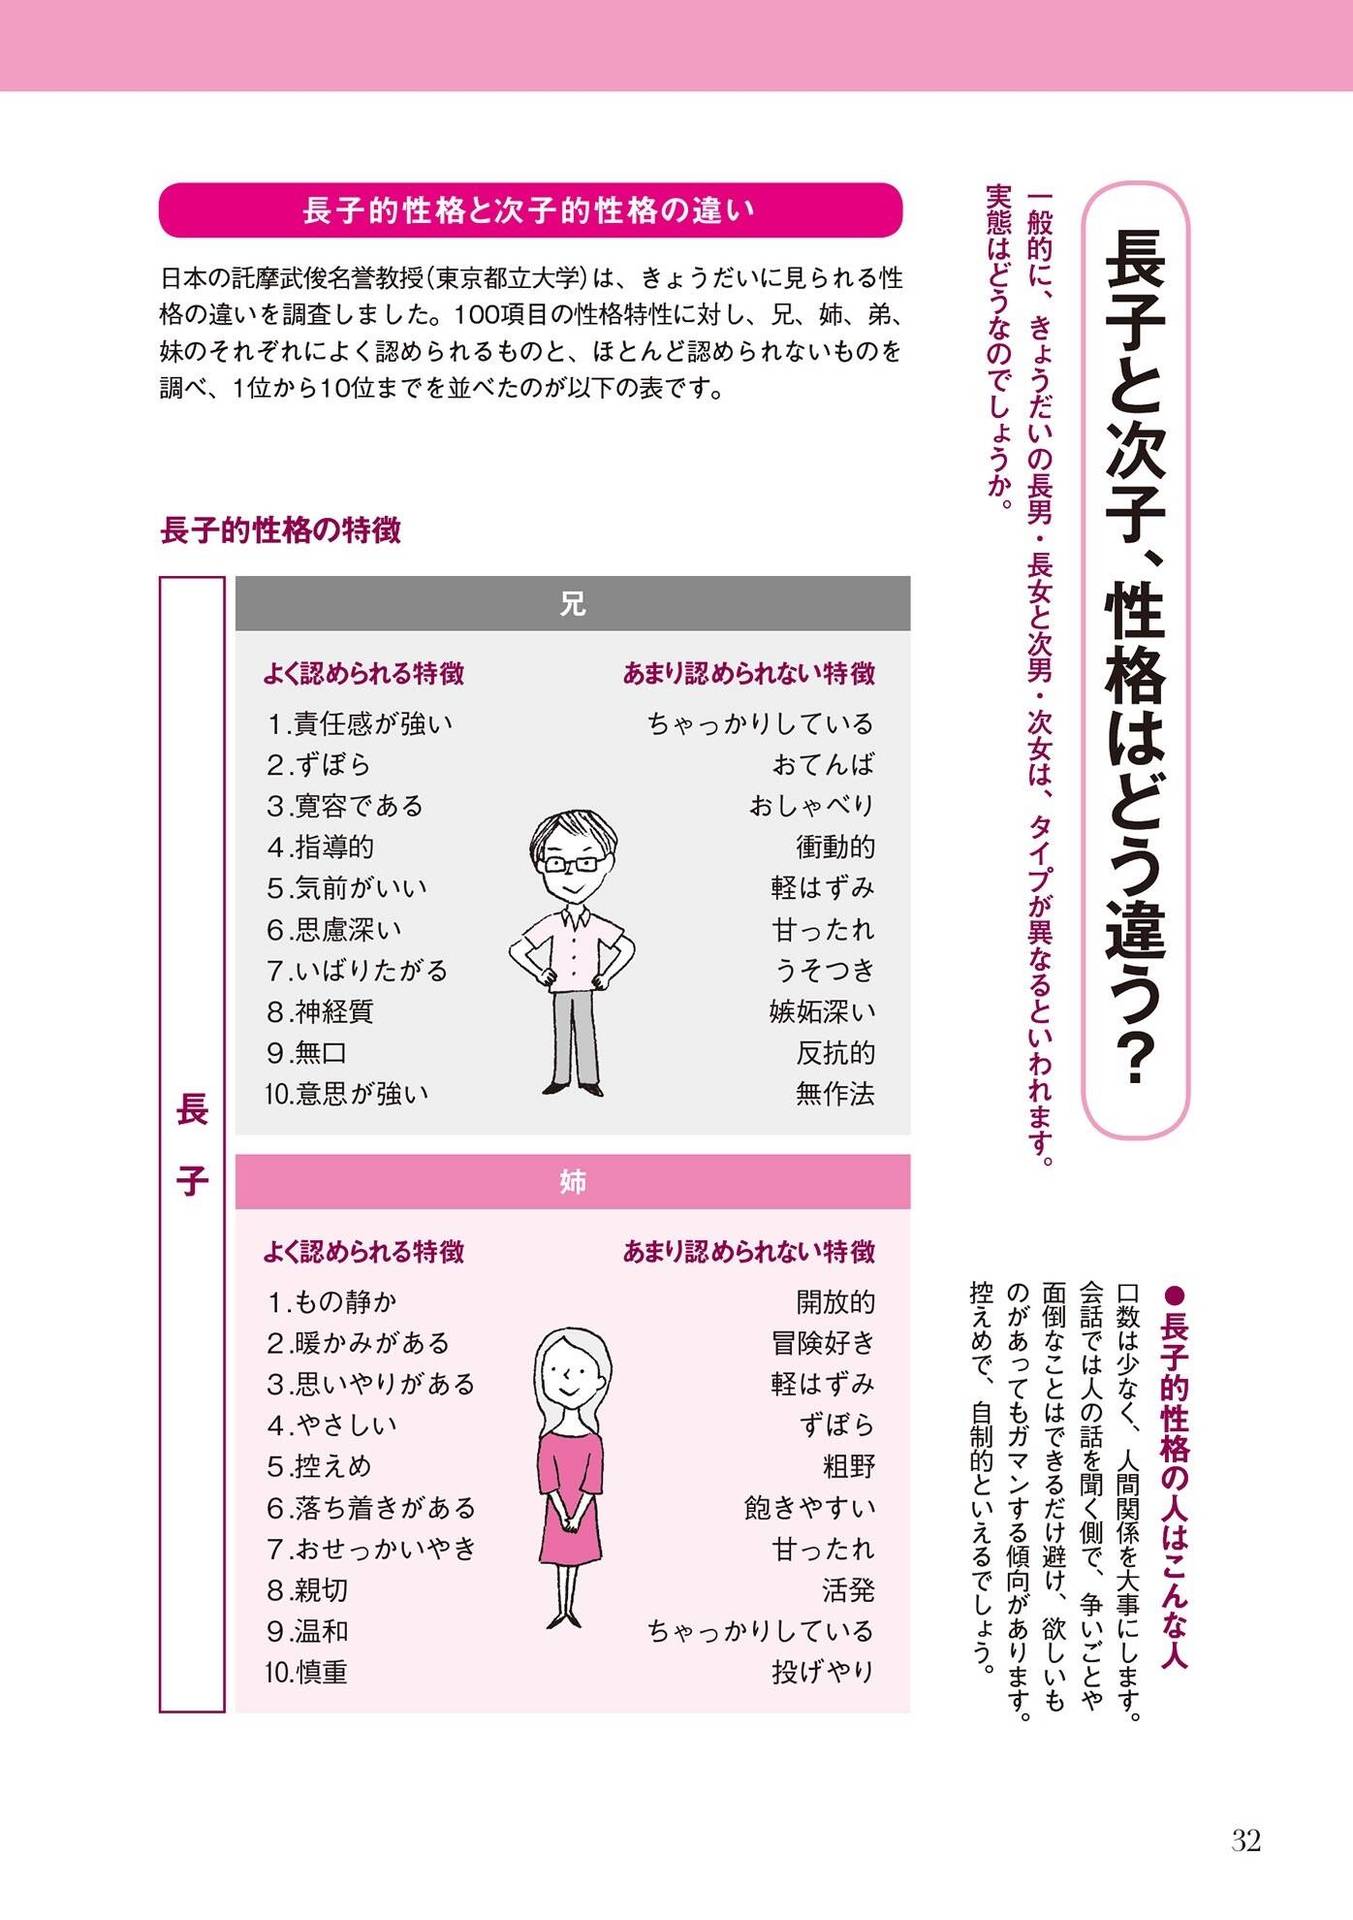 長子と次子、性格はどう違う?
一般的に、きょうだいの長男・長女と次男・次女は、タイプが異なるといわれます。
実態はどうなのでしょうか。
●長子的性格の人はこんな人
口数は少なく、人間関係を大事にします。
会話では人の話を聞く側で、争いごとや
面倒なことはできるだけ避け、欲しいも
のがあってもガマンする傾向があります。
控えめで、自制的といえるでしょう。
長子的性格と次子的性格の違い
日本の託摩武俊名誉教授(東京都立大学)は、きょうだいに見られる性
格の違いを調査しました。100項目の性格特性に対し、兄、姉、弟、
妹のそれぞれによく認められるものと、ほとんど認められないものを
調べ、1位から10位までを並べたのが以下の表です。
長子的性格の特徴
長子
兄
よく認められる特徴 あまり認められない特徴
1.責任感が強い ちゃっかりしている
2.ずぼら おてんば
3.寛容である おしゃべり
4.指導的 衝動的
5.気前がいい 軽はずみ
6.思慮深い 甘ったれ
7.いばりたがる うそつき
8.神経質 嫉妬深い
9.無口 反抗的
10.意思が強い 無作法
姉
よく認められる特徴 あまり認められない特徴
1.もの静か 開放的
2.暖かみがある 冒険好き
3.思いやりがある 軽はずみ
4.やさしい ずぼら
5.控えめ 粗野
6.落ち着きがある 飽きやすい
7.おせっかいやき 甘ったれ
8.親切 活発
9.温和 ちゃっかりしている
10.慎重 投げやり
32